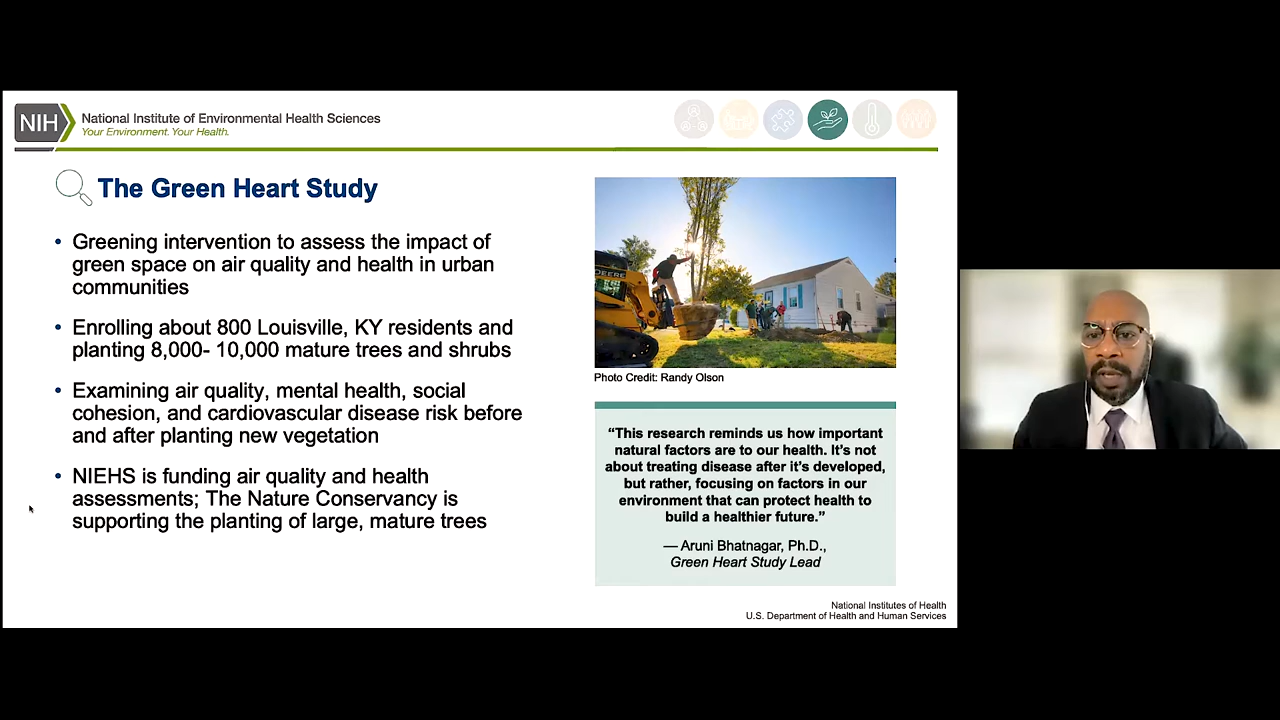 NIH
National Institute of Environmental Health Sciences
Your Environment. Your Health.
The Green Heart Study
• Greening intervention to assess the impact of
green space on air quality and health in urban
communities
• Enrolling about 800 Louisville, KY residents and
planting 8,000- 10,000 mature trees and shrubs
• Examining air quality, mental health, social
cohesion, and cardiovascular disease risk before
and after planting new vegetation
• NIEHS is funding air quality and health
assessments; The Nature Conservancy is
supporting the planting of large, mature trees
DEERE
Photo Credit: Randy Olson
“This research reminds us how important
natural factors are to our health. It’s not
about treating disease after it’s developed,
but rather, focusing on factors in our
environment that can protect health to
build a healthier future.”
— Aruni Bhatnagar, Ph.D.,
Green Heart Study Lead
National Institutes of Health
U.S. Department of Health and Human Services